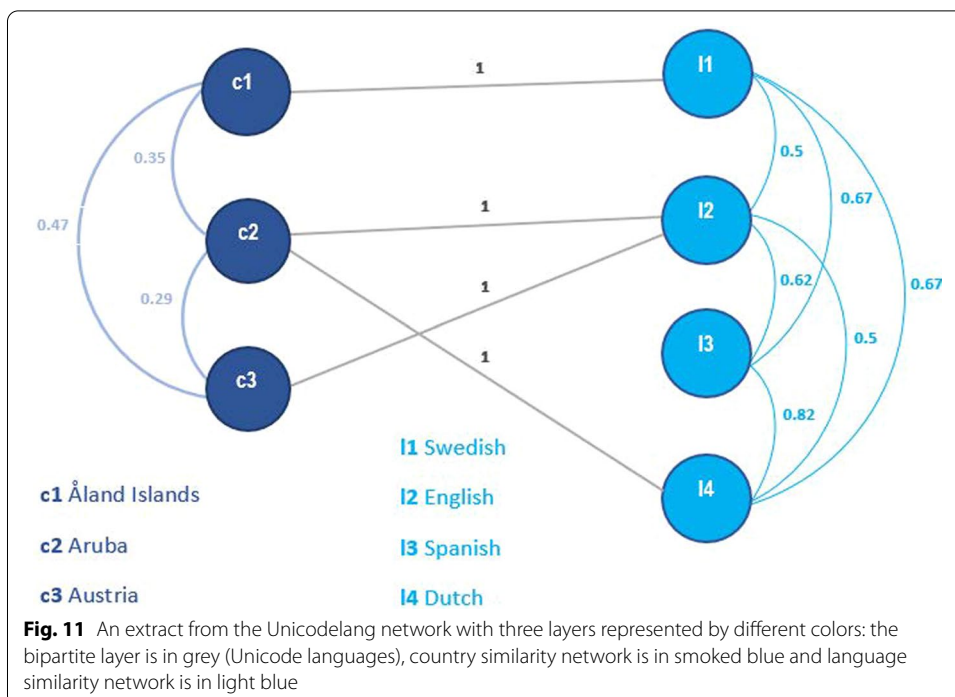 c1
l1
1
0.35
0.5
0.47
c2
1
l2
0.67
0.29
1
0.62
0.67
c3
1
l3
0.5
0.82
l4
c1 Åland Islands
c2 Aruba
c3 Austria
l1 Swedish
l2 English
l3 Spanish
l4 Dutch
Fig. 11 An extract from the Unicodelang network with three layers represented by different colors: the
bipartite layer is in grey (Unicode languages), country similarity network is in smoked blue and language
similarity network is in light blue